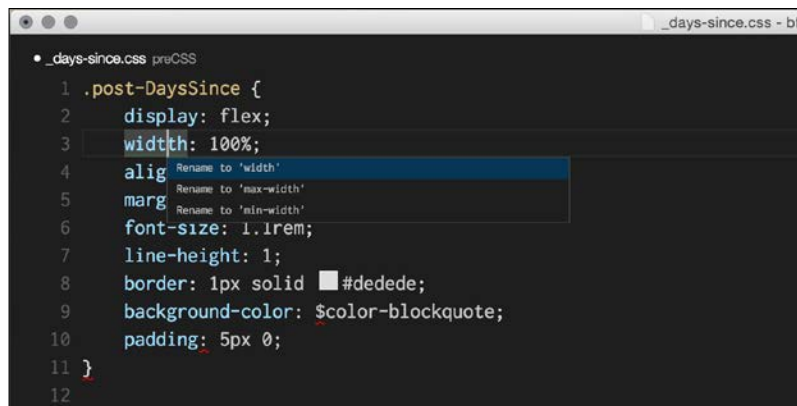 _days-since.css - bf
_days-since.css preCSS
1 .post-DaysSince {
2 display: flex;
3 widtth: 100%;
4 alig
Rename to 'width'
Rename to 'max-width'
5 marg
Rename to 'min-width'
6 font-size: 1.1rem;
7 line-height: 1;
8 border: 1px solid #dedede;
9 background-color: $color-blockquote;
10 padding: 5px 0;
11 }
12